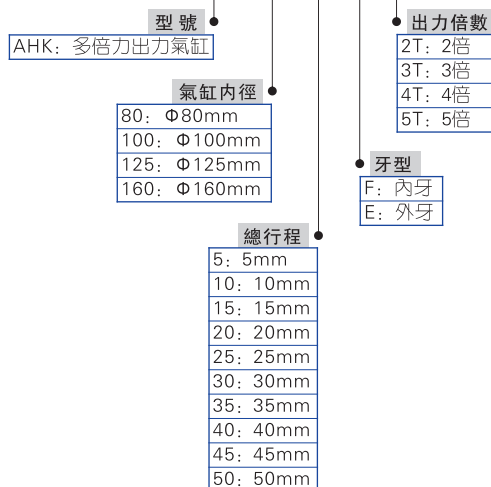 型號
AHK：多倍力出力氣缸
出力倍數
2T：2倍
3T：3倍
4T：4倍
5T：5倍
氣缸内徑
80：Φ80mm
100：Φ100mm
125：Φ125mm
160：Φ160mm
牙型
F：內牙
E：外牙
總行程
5：5mm
10：10mm
15：15mm
20：20mm
25：25mm
30：30mm
35：35mm
40：40mm
45：45mm
50：50mm